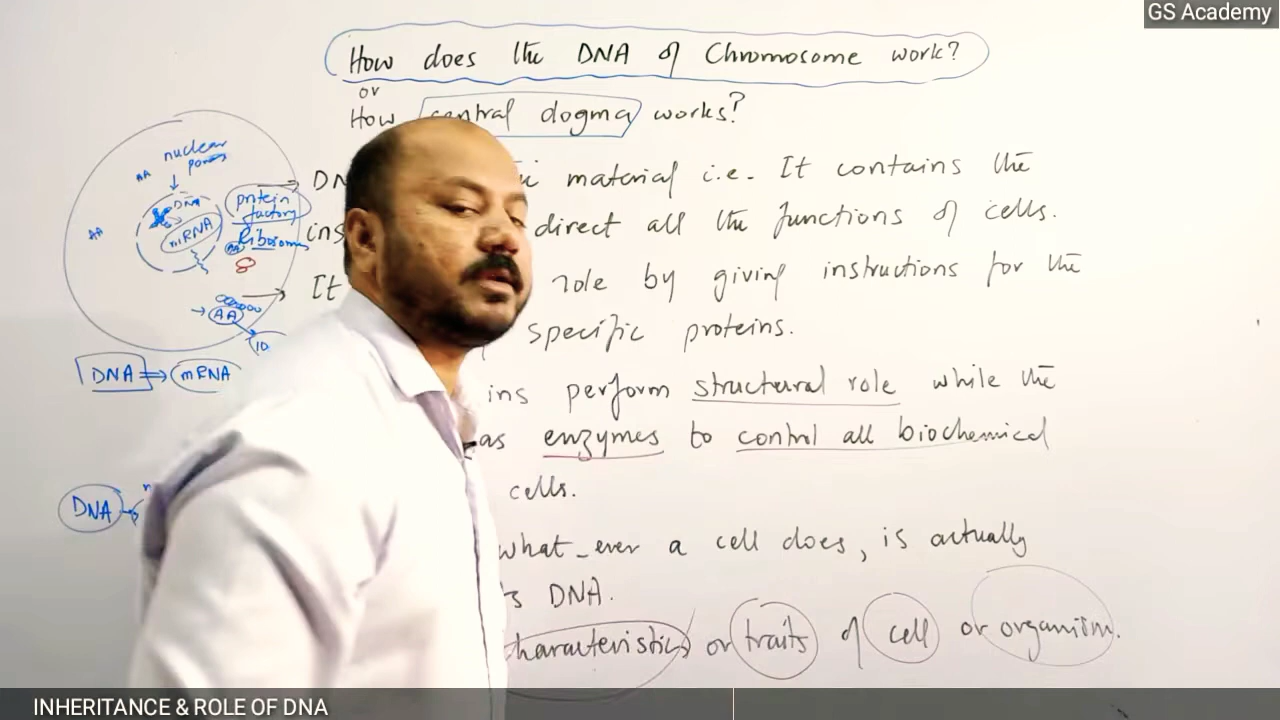 GS Academy
How does the DNA of Chromosome work?
or
How central dogma works?
nuclear
pores
AA
DNA
mRNA
AA
protein
factory
Ribosomes
AA
10
DNA ⇒ mRNA
DNA →
material i.e. It contains the
direct all the functions of cells.
It role by giving instructions for the
specific proteins.
ins perform structural role while the
as enzymes to control all biochemical
cells.
what-ever a cell does, is actually
s DNA.
characteristics or traits of cell or organism.
INHERITANCE & ROLE OF DNA